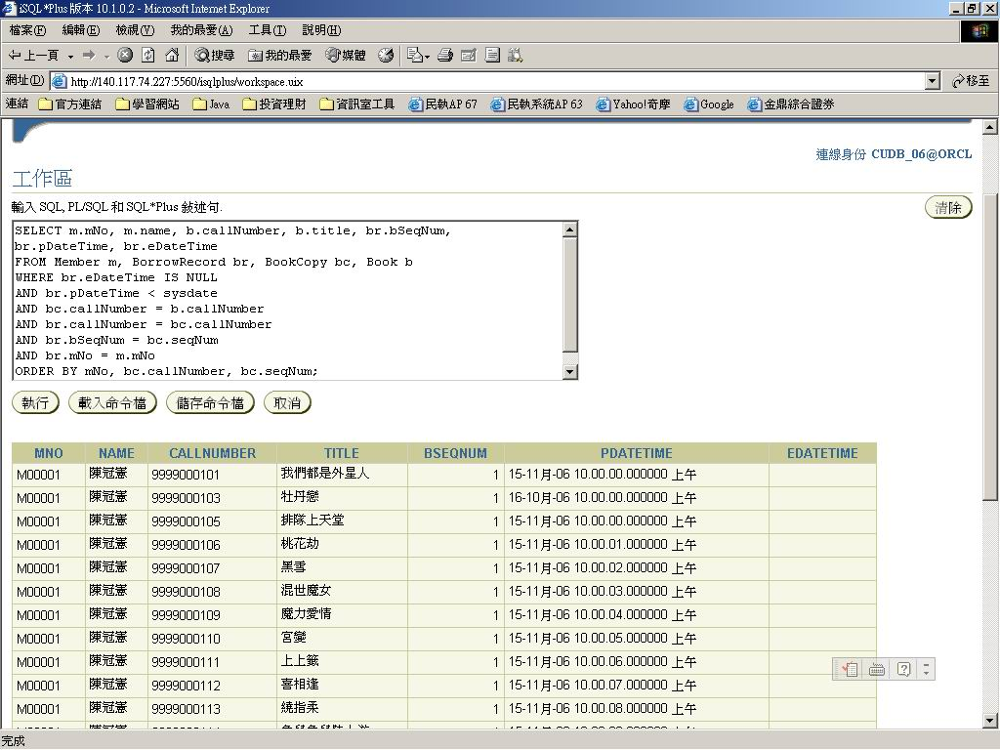 iSQL*Plus 版本 10.1.0.2 - Microsoft Internet Explorer
檔案(F) 編輯(E) 檢視(V) 我的最愛(A) 工具(T) 說明(H)
上一頁 搜尋 我的最愛 媒體
網址(D) http://140.117.74.227:5560/isqlplus/workspace.uix 移至
連結 官方連結 學習網站 Java 投資理財 資訊室工具 民執AP 67 民執系統AP 63 Yahoo!奇摩 Google 金鼎綜合證券
連線身份 CUDB_06@ORCL
工作區
輸入 SQL, PL/SQL 和 SQL*Plus 敘述句.
清除
SELECT m.mNo, m.name, b.callNumber, b.title, br.bSeqNum,
br.pDateTime, br.eDateTime
FROM Member m, BorrowRecord br, BookCopy bc, Book b
WHERE br.eDateTime IS NULL
AND br.pDateTime < sysdate
AND bc.callNumber = b.callNumber
AND br.callNumber = bc.callNumber
AND br.bSeqNum = bc.seqNum
AND br.mNo = m.mNo
ORDER BY mNo, bc.callNumber, bc.seqNum;
執行 載入命令檔 儲存命令檔 取消
MNO NAME CALLNUMBER TITLE BSEQNUM PDATETIME EDATETIME
M00001 陳冠憲 9999000101 我們都是外星人 1 15-11月-06 10.00.00.000000 上午
M00001 陳冠憲 9999000103 牡丹戀 1 16-10月-06 10.00.00.000000 上午
M00001 陳冠憲 9999000105 排隊上天堂 1 15-11月-06 10.00.00.000000 上午
M00001 陳冠憲 9999000106 桃花劫 1 15-11月-06 10.00.01.000000 上午
M00001 陳冠憲 9999000107 黑雪 1 15-11月-06 10.00.02.000000 上午
M00001 陳冠憲 9999000108 混世魔女 1 15-11月-06 10.00.03.000000 上午
M00001 陳冠憲 9999000109 魔力愛情 1 15-11月-06 10.00.04.000000 上午
M00001 陳冠憲 9999000110 宮變 1 15-11月-06 10.00.05.000000 上午
M00001 陳冠憲 9999000111 上上籤 1 15-11月-06 10.00.06.000000 上午
M00001 陳冠憲 9999000112 喜相逢 1 15-11月-06 10.00.07.000000 上午
M00001 陳冠憲 9999000113 繞指柔 1 15-11月-06 10.00.08.000000 上午
完成